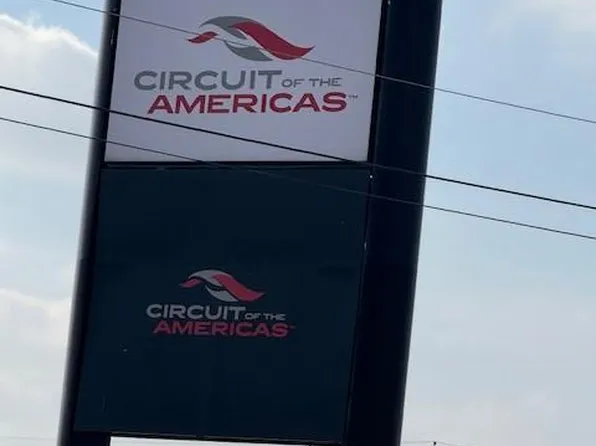 CIRCUIT OF THE
AMERICAS™
CIRCUIT OF THE
AMERICAS™